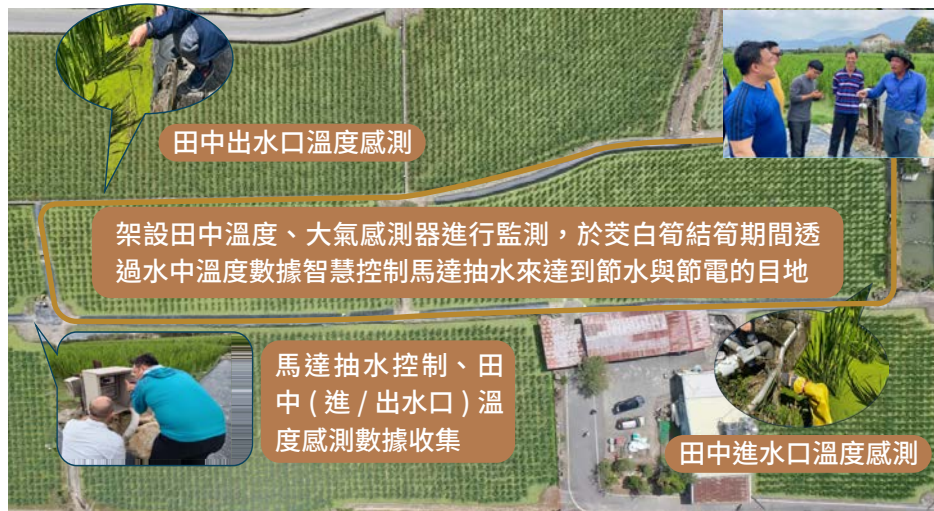 田中出水口溫度感測
架設田中溫度、大氣感測器進行監測，於茭白筍結筍期間透
過水中溫度數據智慧控制馬達抽水來達到節水與節電的目地
馬達抽水控制、田
中 ( 進 / 出水口 ) 溫
度感測數據收集
田中進水口溫度感測